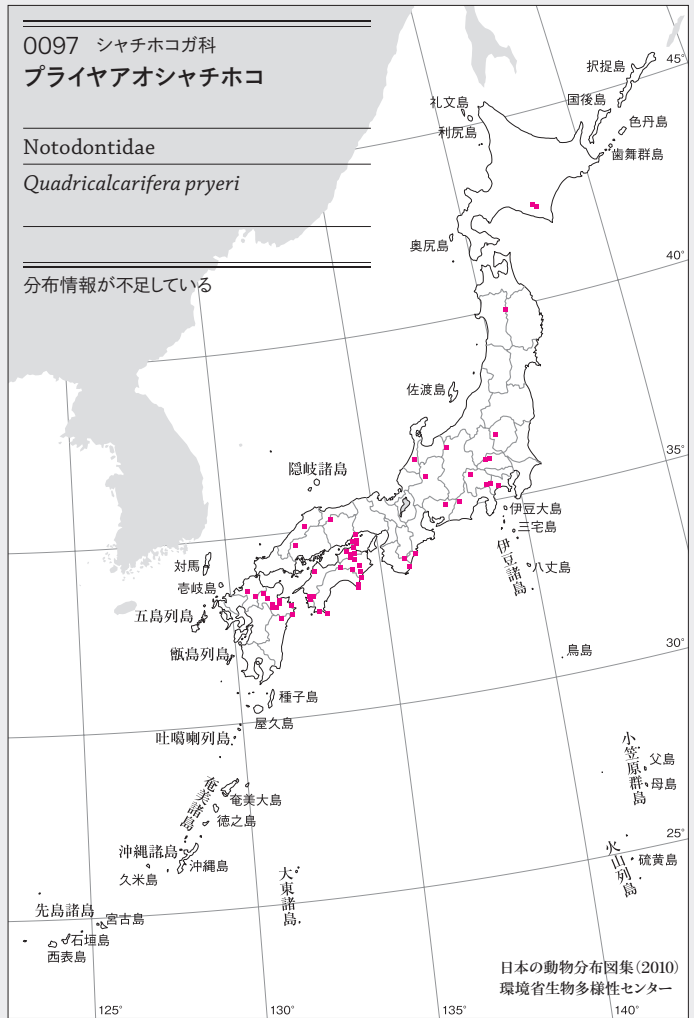 0097 シャチホコガ科
プライヤアオシャチホコ
Notodontidae
Quadricalcarifera pryeri
分布情報が不足している
択捉島
45°
礼文島
国後島
利尻島
色丹島
歯舞群島
奥尻島
40°
佐渡島
35°
隠岐諸島
伊豆大島
三宅島
伊豆諸島
八丈島
対馬
壱岐島
五島列島
甑島列島
鳥島
30°
種子島
屋久島
吐噶喇列島
小笠原群島
父島
母島
奄美諸島
奄美大島
徳之島
25°
沖縄諸島
沖縄島
久米島
火山列島
硫黄島
大東諸島
先島諸島
宮古島
石垣島
西表島
日本の動物分布図集(2010)
環境省生物多様性センター
125°
130°
135°
140°